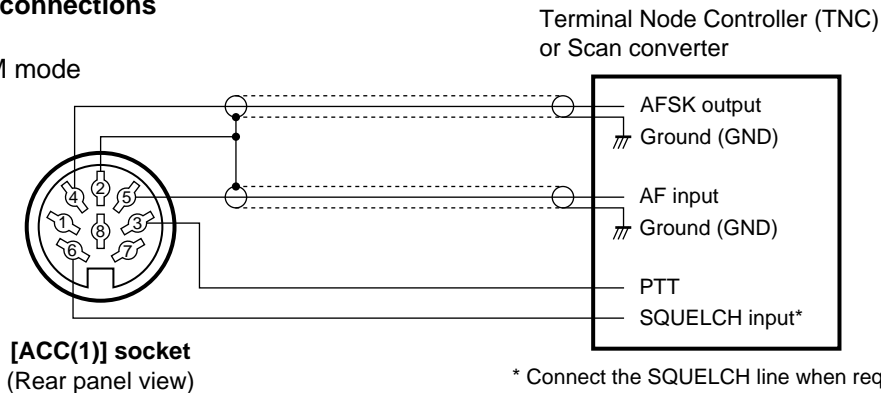 connections
Terminal Node Controller (TNC)
or Scan converter
mode
AFSK output
Ground (GND)
4 2 5
AF input
1 8 3
Ground (GND)
6 7
PTT
SQUELCH input*
[ACC(1)] socket
(Rear panel view)
* Connect the SQUELCH line when